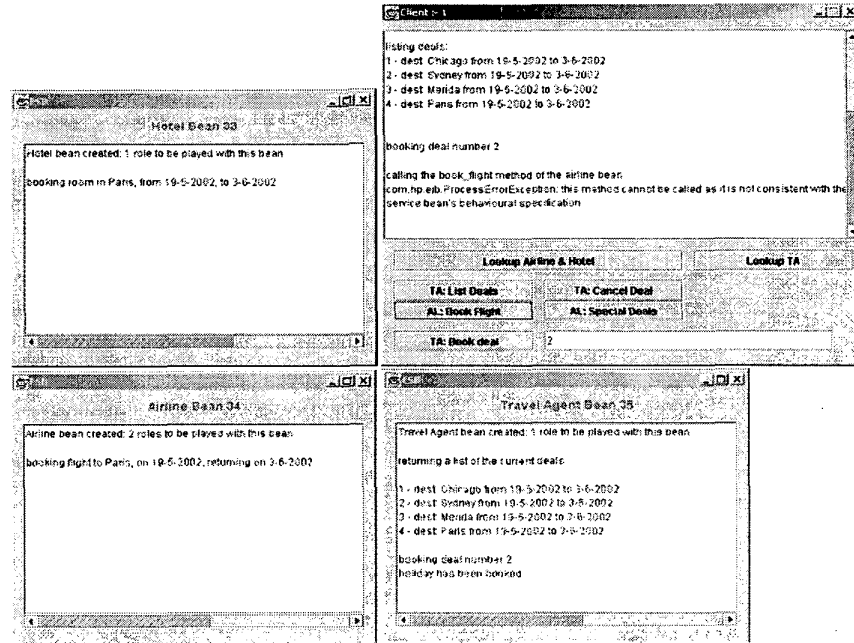 Client > 1
listing deals:
1 - dest: Chicago from 19-5-2002 to 3-6-2002
2 - dest: Sydney from 19-5-2002 to 3-6-2002
3 - dest: Merida from 19-5-2002 to 3-6-2002
4 - dest: Paris from 19-5-2002 to 3-6-2002
booking deal number 2
calling the book_flight method of the airline bean
com.hp.eib.ProcessErrorException: this method cannot be called as it is not consistent with the
service bean's behavioural specification
Lookup Airline & Hotel
Lookup TA
TA: List Deals
TA: Cancel Deal
AL: Book Flight
AL: Special Deals
TA: Book deal
2
Hotel Bean 33
Hotel bean created: 1 role to be played with this bean
booking room in Paris, from 19-5-2002, to 3-6-2002
Airline Bean 34
Airline bean created: 2 roles to be played with this bean
booking flight to Paris, on 19-5-2002, returning on 3-6-2002
Travel Agent Bean 35
Travel Agent bean created: 1 role to be played with this bean
returning a list of the current deals
1 - dest: Chicago from 19-5-2002 to 3-6-2002
2 - dest: Sydney from 19-5-2002 to 3-6-2002
3 - dest: Merida from 19-5-2002 to 3-6-2002
4 - dest: Paris from 19-5-2002 to 3-6-2002
booking deal number 2
holiday has been booked